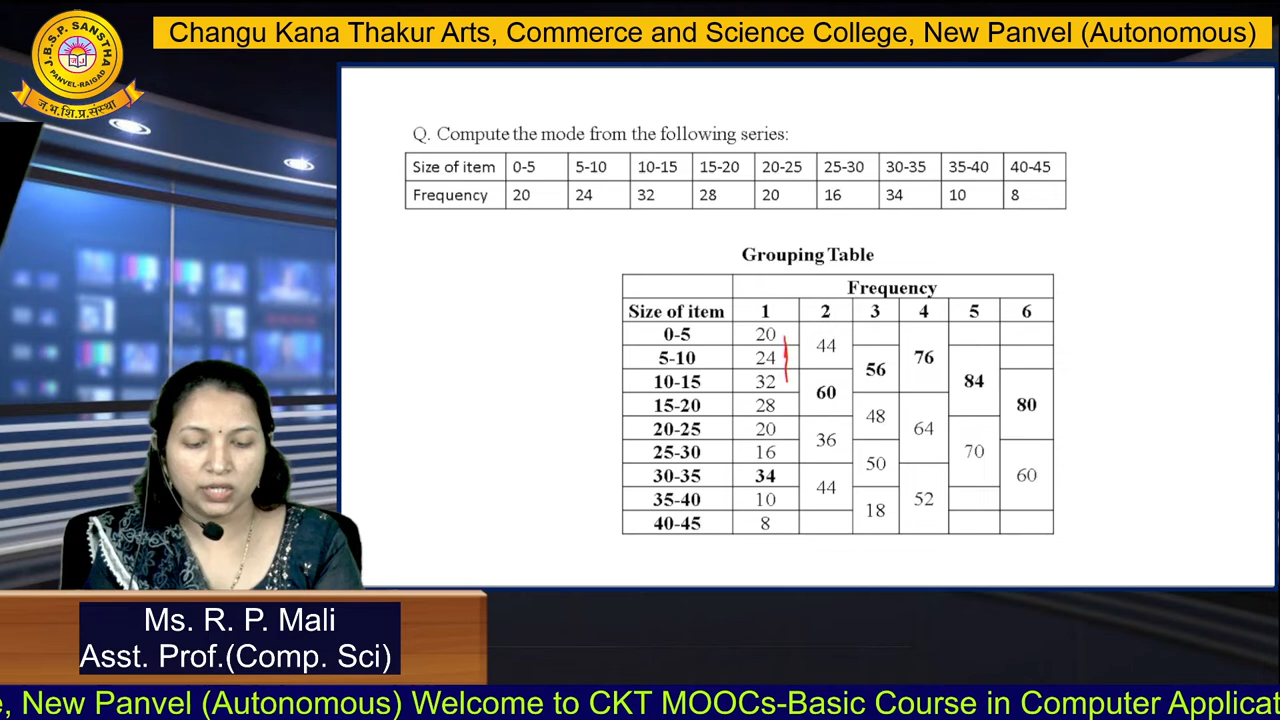 J.B.S.P. SANSTHA
PANVEL-RAIGAD
ज.भ.शि.प्र.संस्था
Changu Kana Thakur Arts, Commerce and Science College, New Panvel (Autonomous)
Q. Compute the mode from the following series:
Size of item 0-5 5-10 10-15 15-20 20-25 25-30 30-35 35-40 40-45
Frequency 20 24 32 28 20 16 34 10 8
Grouping Table
Frequency
Size of item 1 2 3 4 5 6
0-5 20
44
5-10 24 76
56
10-15 32 84
60
15-20 28 80
48
20-25 20 64
36
25-30 16 70
50
30-35 34 60
44
35-40 10 52
18
40-45 8
Ms. R. P. Mali
Asst. Prof.(Comp. Sci)
e, New Panvel (Autonomous) Welcome to CKT MOOCs-Basic Course in Computer Applicat